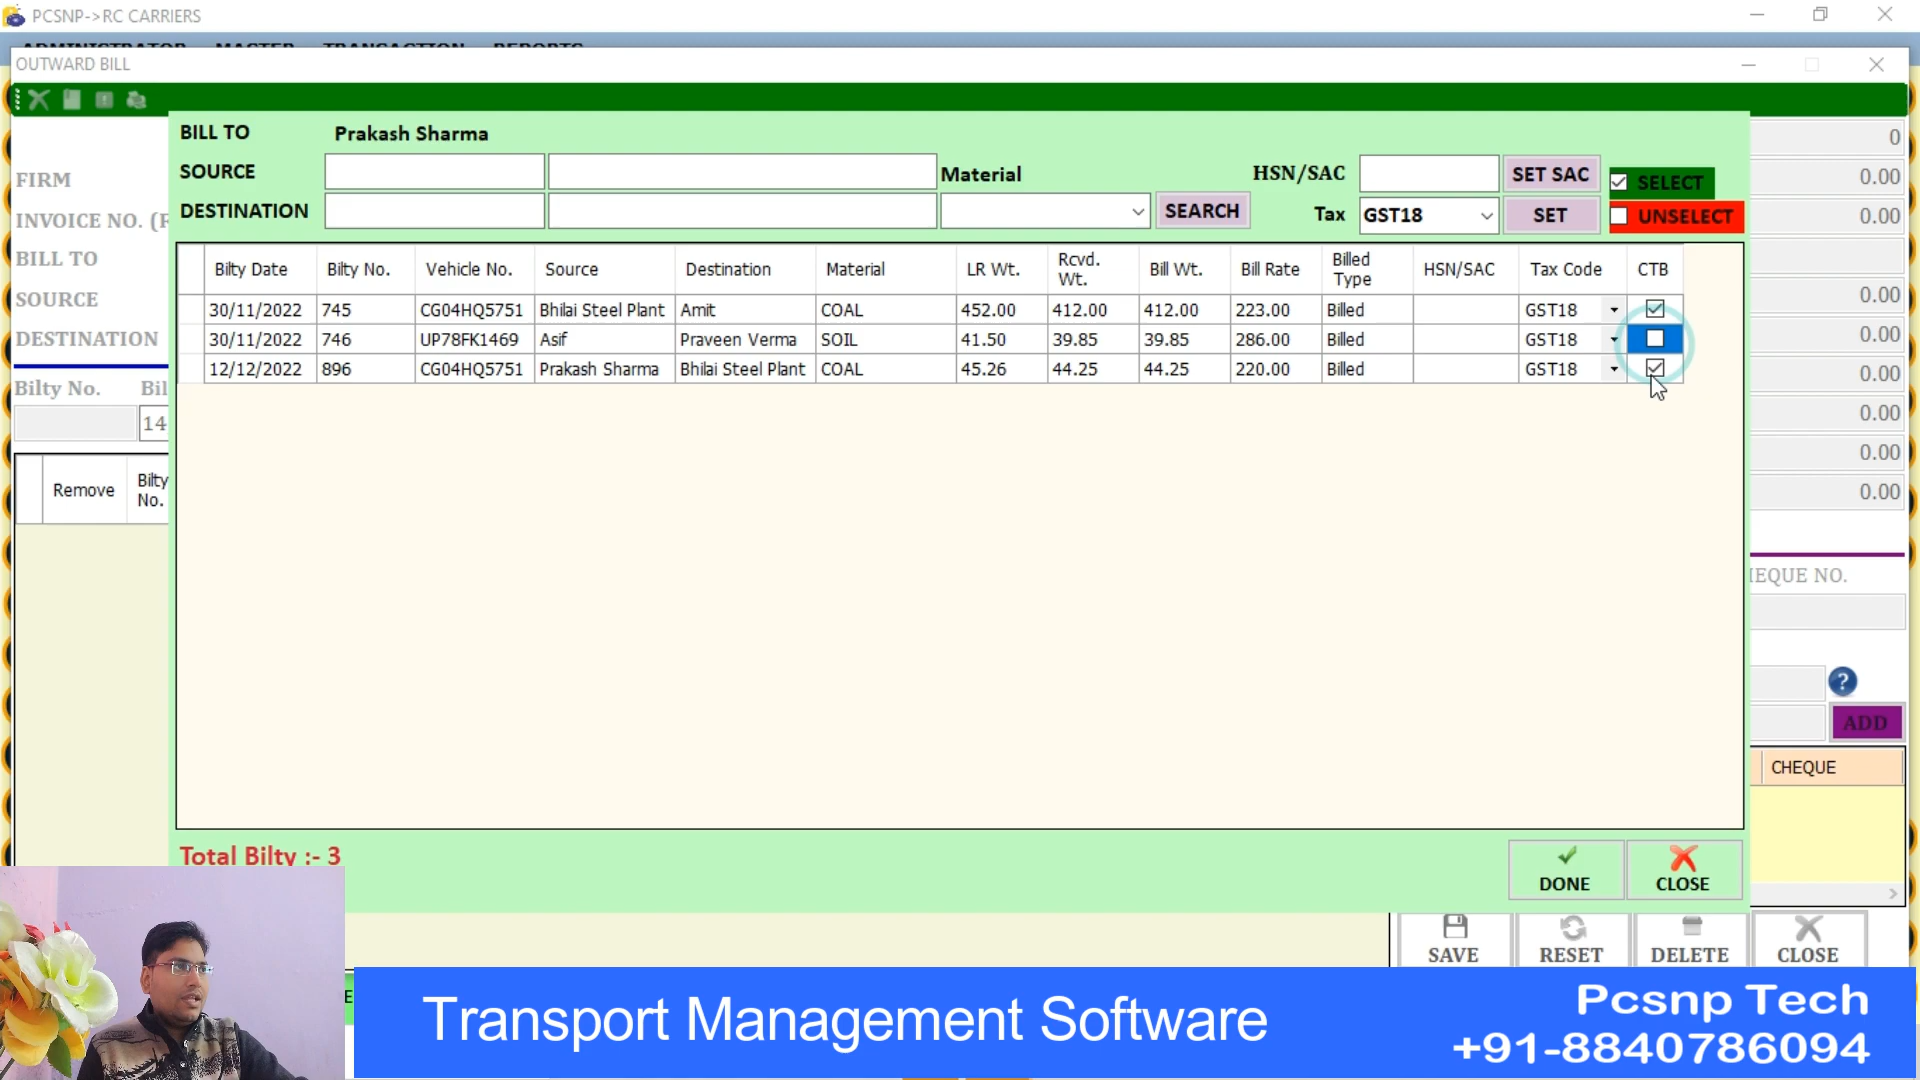 PCSNP->RC CARRIERS
ADMINISTRATOR MASTER TRANSACTION REPORTS
OUTWARD BILL
BILL TO Prakash Sharma
SOURCE Material HSN/SAC SET SAC SELECT
DESTINATION SEARCH Tax GST18 SET UNSELECT
FIRM
INVOICE NO. (F
BILL TO
SOURCE
DESTINATION
Bilty No. Bil
14
Remove Bilty No.
0
0.00
0.00
0.00
0.00
0.00
0.00
0.00
0.00
Bilty Date Bilty No. Vehicle No. Source Destination Material LR Wt. Rcvd. Wt. Bill Wt. Bill Rate Billed Type HSN/SAC Tax Code CTB
30/11/2022 745 CG04HQ5751 Bhilai Steel Plant Amit COAL 452.00 412.00 412.00 223.00 Billed GST18
30/11/2022 746 UP78FK1469 Asif Praveen Verma SOIL 41.50 39.85 39.85 286.00 Billed GST18
12/12/2022 896 CG04HQ5751 Prakash Sharma Bhilai Steel Plant COAL 45.26 44.25 44.25 220.00 Billed GST18
IEQUE NO.
?
ADD
CHEQUE
Total Bilty :- 3
DONE CLOSE
SAVE RESET DELETE CLOSE
E
Transport Management Software
Pcsnp Tech
+91-8840786094